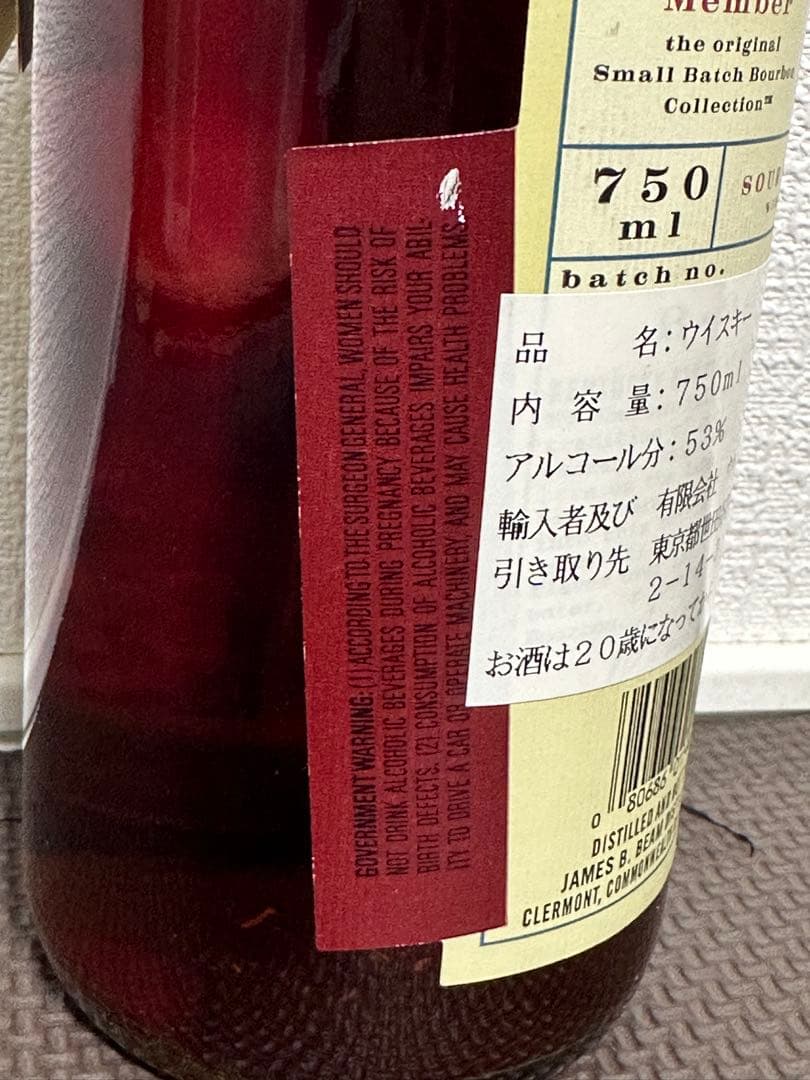 Member
the original
Small Batch Bourbon
Collection™
750
ml
batch no.
品 名:ウイスキー
内 容 量:750ml
アルコール分:53%
輸入者及び 有限会社
引き取り先 東京都世田
2-14-
お酒は20歳になってか
0 80686
DISTILLED AND
JAMES B. BEAM
CLERMONT,
GOVERNMENT WARNING: (1) ACCORDING TO THE SURGEON GENERAL, WOMEN SHOULD
NOT DRINK ALCOHOLIC BEVERAGES DURING PREGNANCY BECAUSE OF THE RISK OF
BIRTH DEFECTS. (2) CONSUMPTION OF ALCOHOLIC BEVERAGES IMPAIRS YOUR ABIL-
ITY TO DRIVE A CAR OR OPERATE MACHINERY, AND MAY CAUSE HEALTH PROBLEMS.